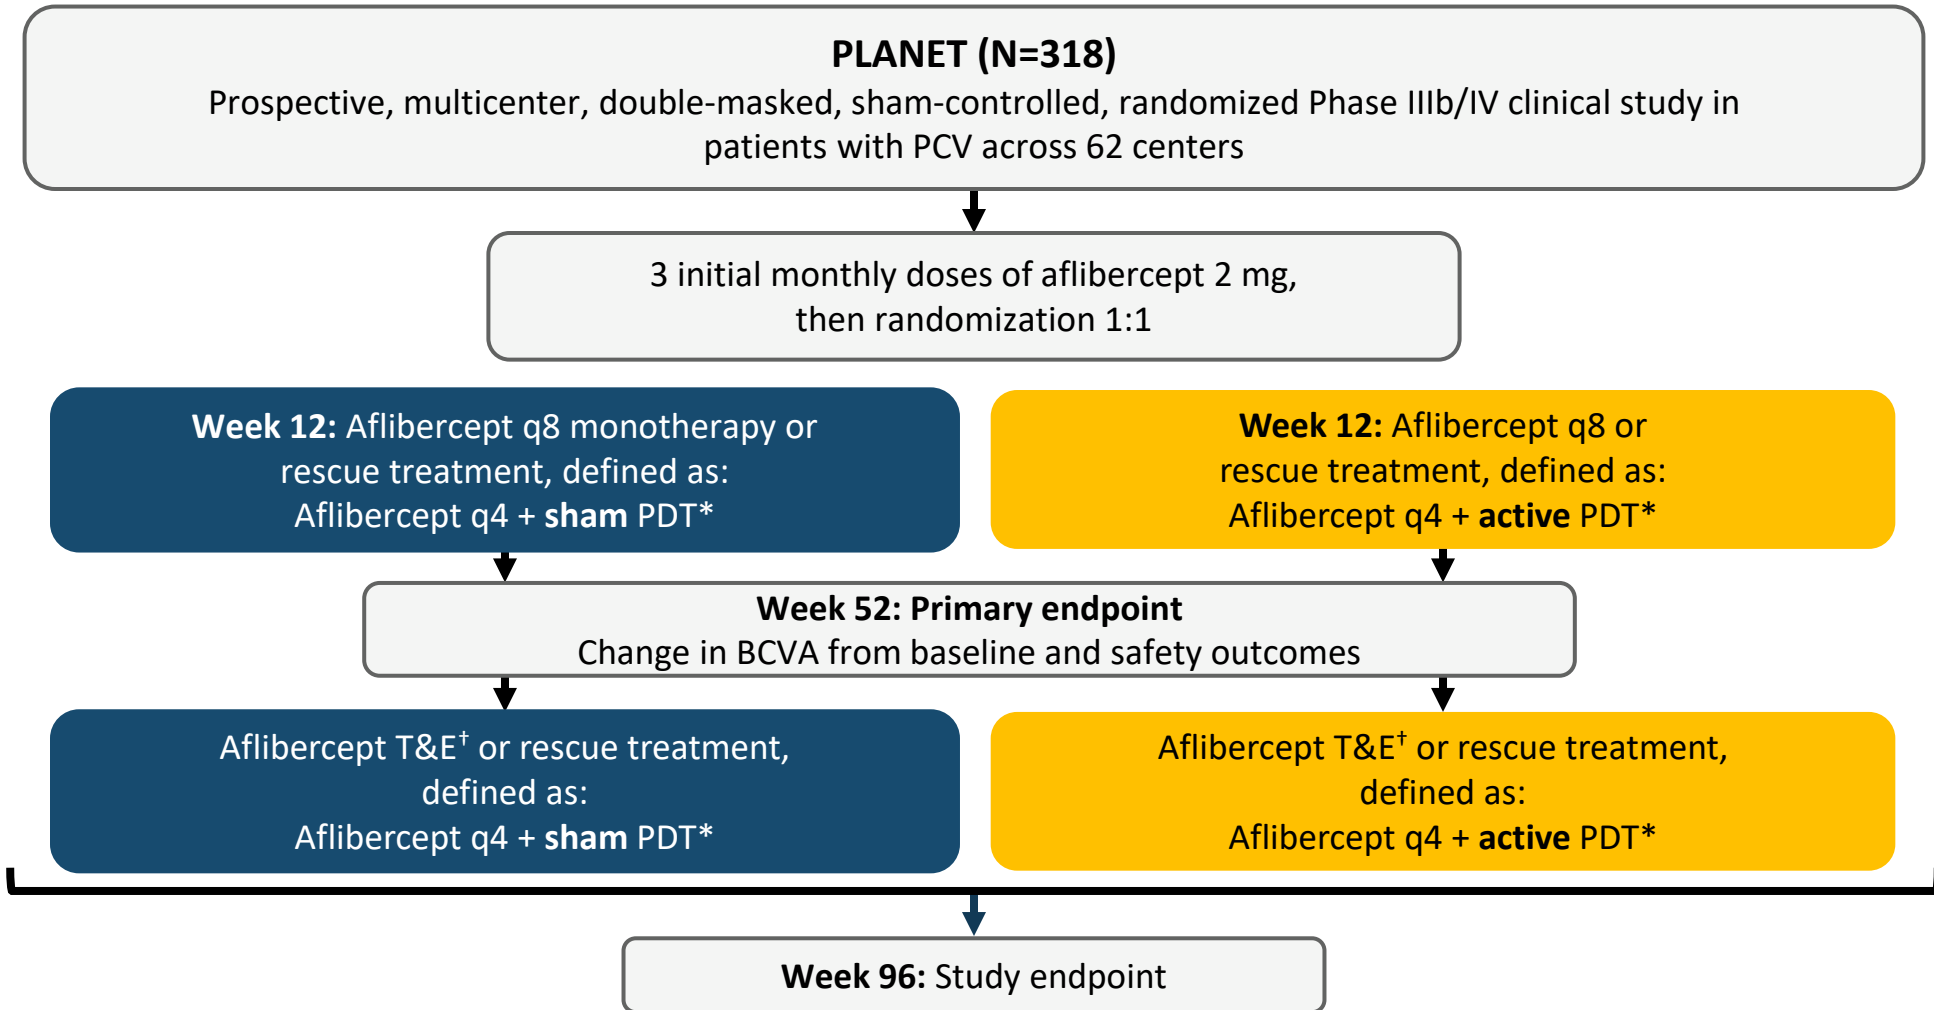 PLANET (N=318)
Prospective, multicenter, double-masked, sham-controlled, randomized Phase IIIb/IV clinical study in
patients with PCV across 62 centers
3 initial monthly doses of aflibercept 2 mg,
then randomization 1:1
Week 12: Aflibercept q8 monotherapy or
rescue treatment, defined as:
Aflibercept q4 + sham PDT*
Week 12: Aflibercept q8 or
rescue treatment, defined as:
Aflibercept q4 + active PDT*
Week 52: Primary endpoint
Change in BCVA from baseline and safety outcomes
Aflibercept T&E† or rescue treatment,
defined as:
Aflibercept q4 + sham PDT*
Aflibercept T&E† or rescue treatment,
defined as:
Aflibercept q4 + active PDT*
Week 96: Study endpoint